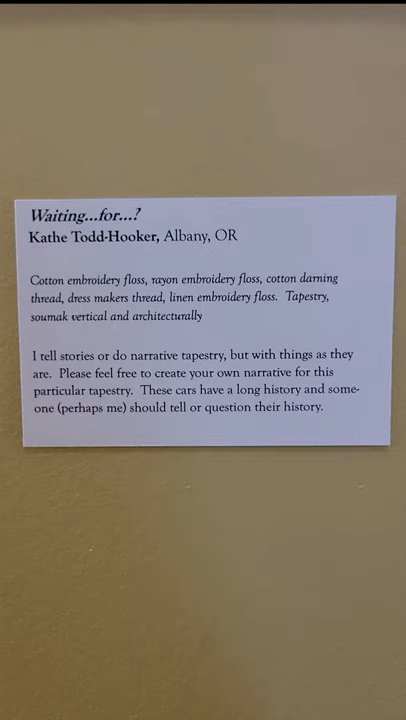 Waiting...for...?
Kathe Todd-Hooker, Albany, OR
Cotton embroidery floss, rayon embroidery floss, cotton darning
thread, dress makers thread, linen embroidery floss. Tapestry,
soumak vertical and architecturally
I tell stories or do narrative tapestry, but with things as they
are. Please feel free to create your own narrative for this
particular tapestry. These cars have a long history and some-
one (perhaps me) should tell or question their history.